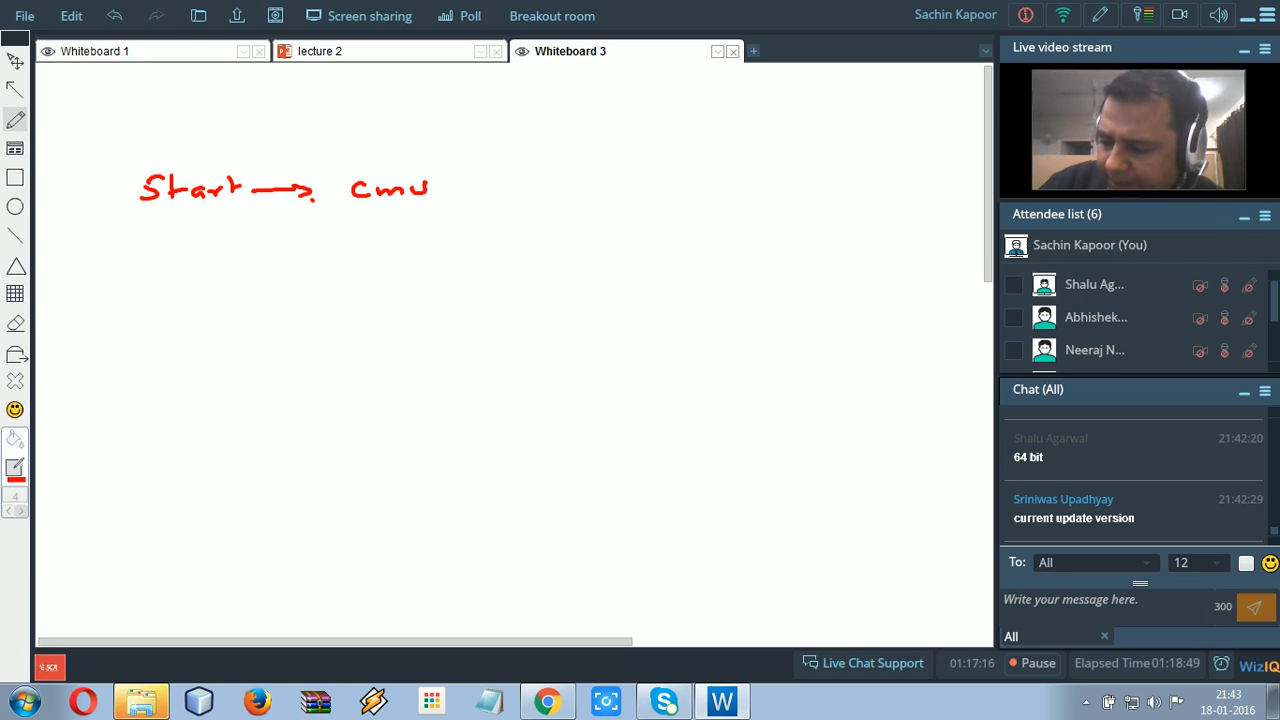 File Edit Screen sharing Poll Breakout room Sachin Kapoor
Whiteboard 1 lecture 2 Whiteboard 3
Live video stream
Start → cmu
Attendee list (6)
Sachin Kapoor (You)
Shalu Ag...
Abhishek...
Neeraj N...
Chat (All)
Shalu Agarwal 21:42:20
64 bit
Sriniwas Upadhyay 21:42:29
current update version
4
To: All 12
Write your message here. 300
All
Live Chat Support 01:17:16 Pause Elapsed Time 01:18:49 WizIQ
21:43
18-01-2016